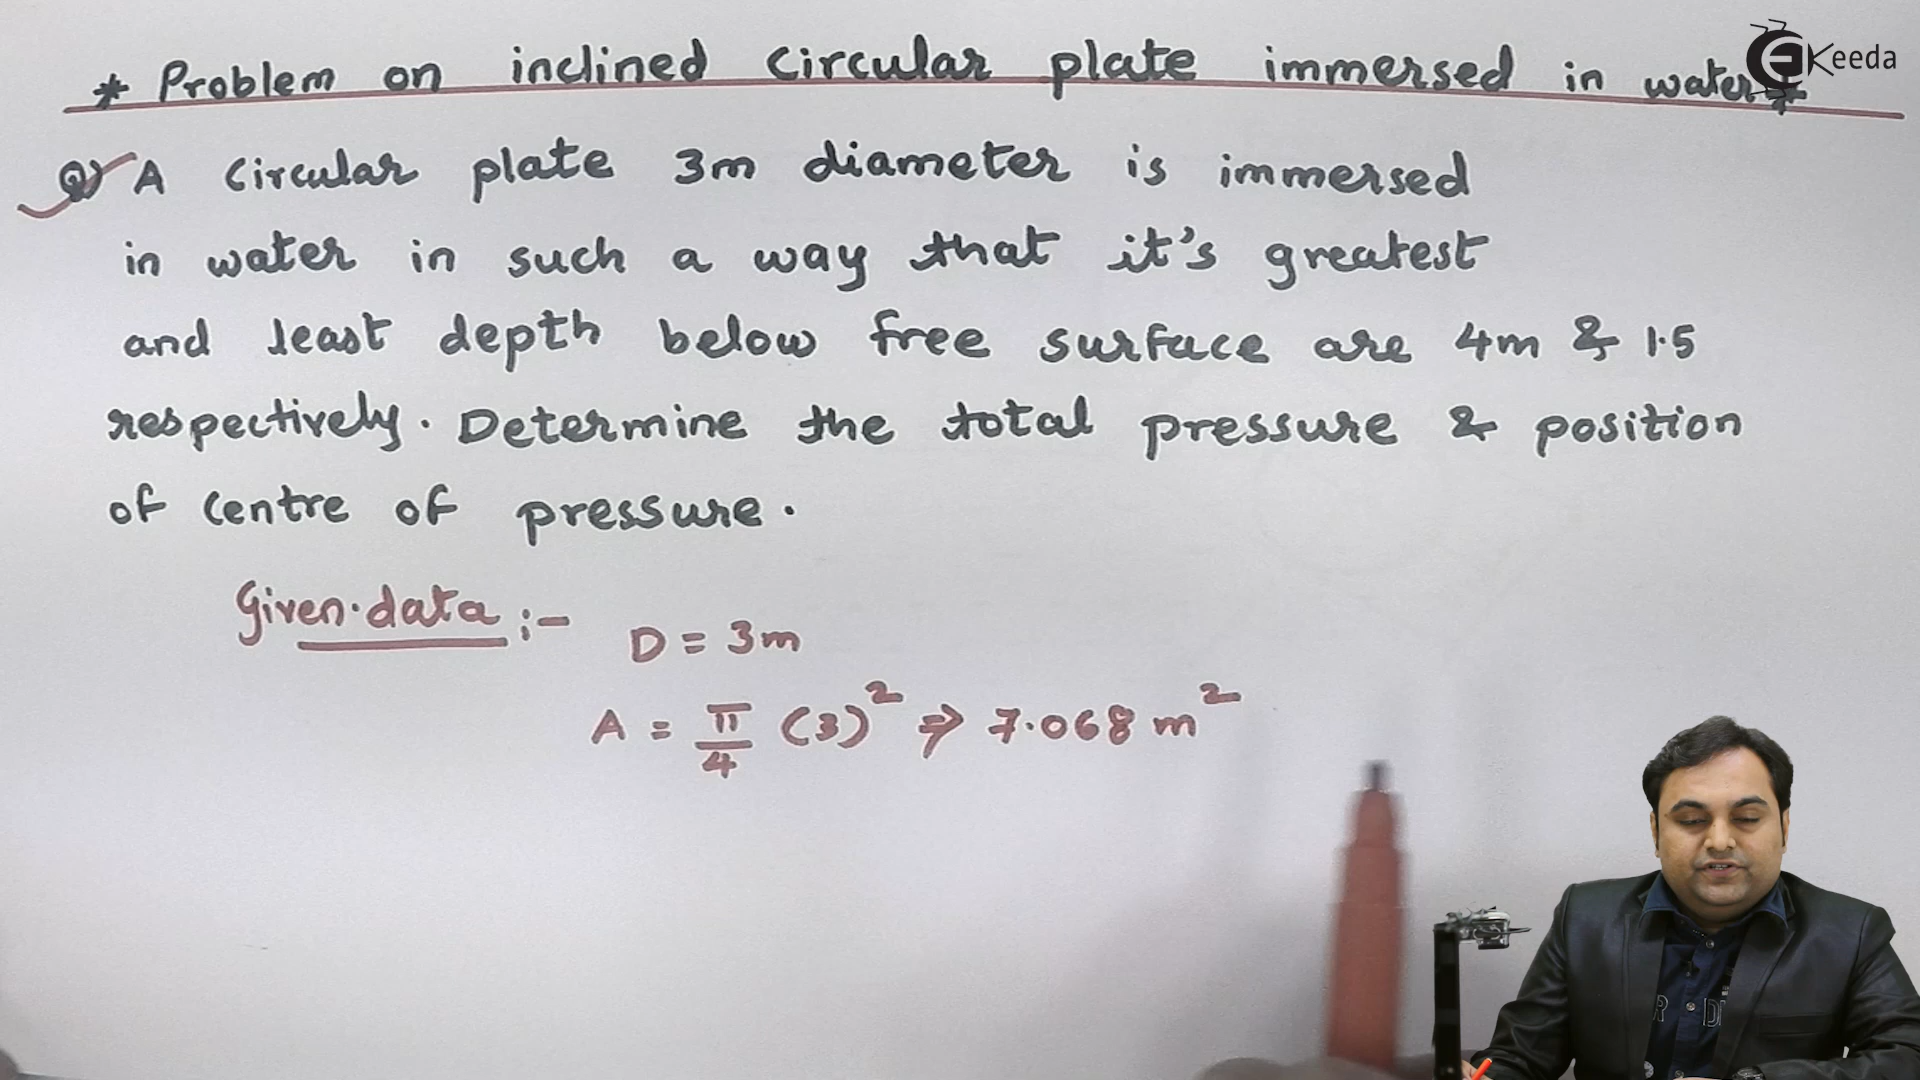 * Problem on inclined circular plate immersed in water *
Keeda
Q) A circular plate 3m diameter is immersed
in water in such a way that it's greatest
and least depth below free surface are 4m & 1.5
respectively. Determine the total pressure & position
of centre of pressure.
Given data :-
D = 3m
A = π/4 (3)² ⇒ 7.068 m²